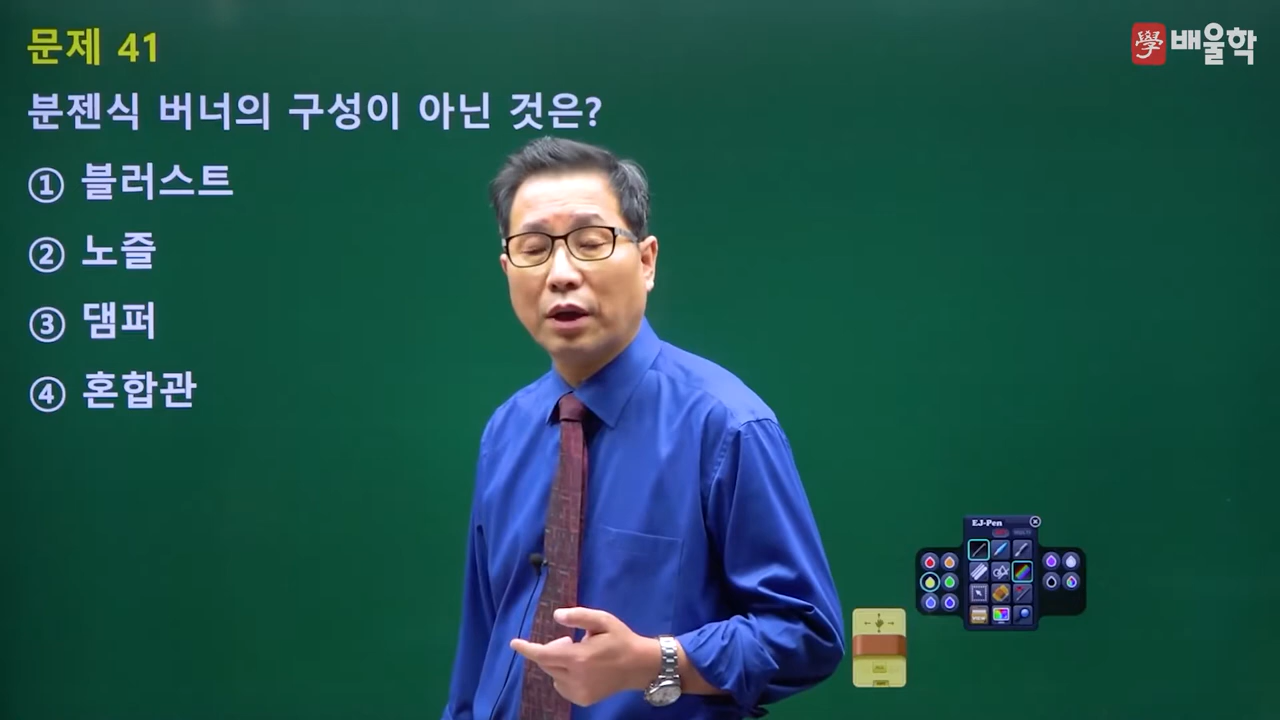 문제 41
學 배울학
분젠식 버너의 구성이 아닌 것은?
① 블러스트
② 노즐
③ 댐퍼
④ 혼합관
EJ-Pen